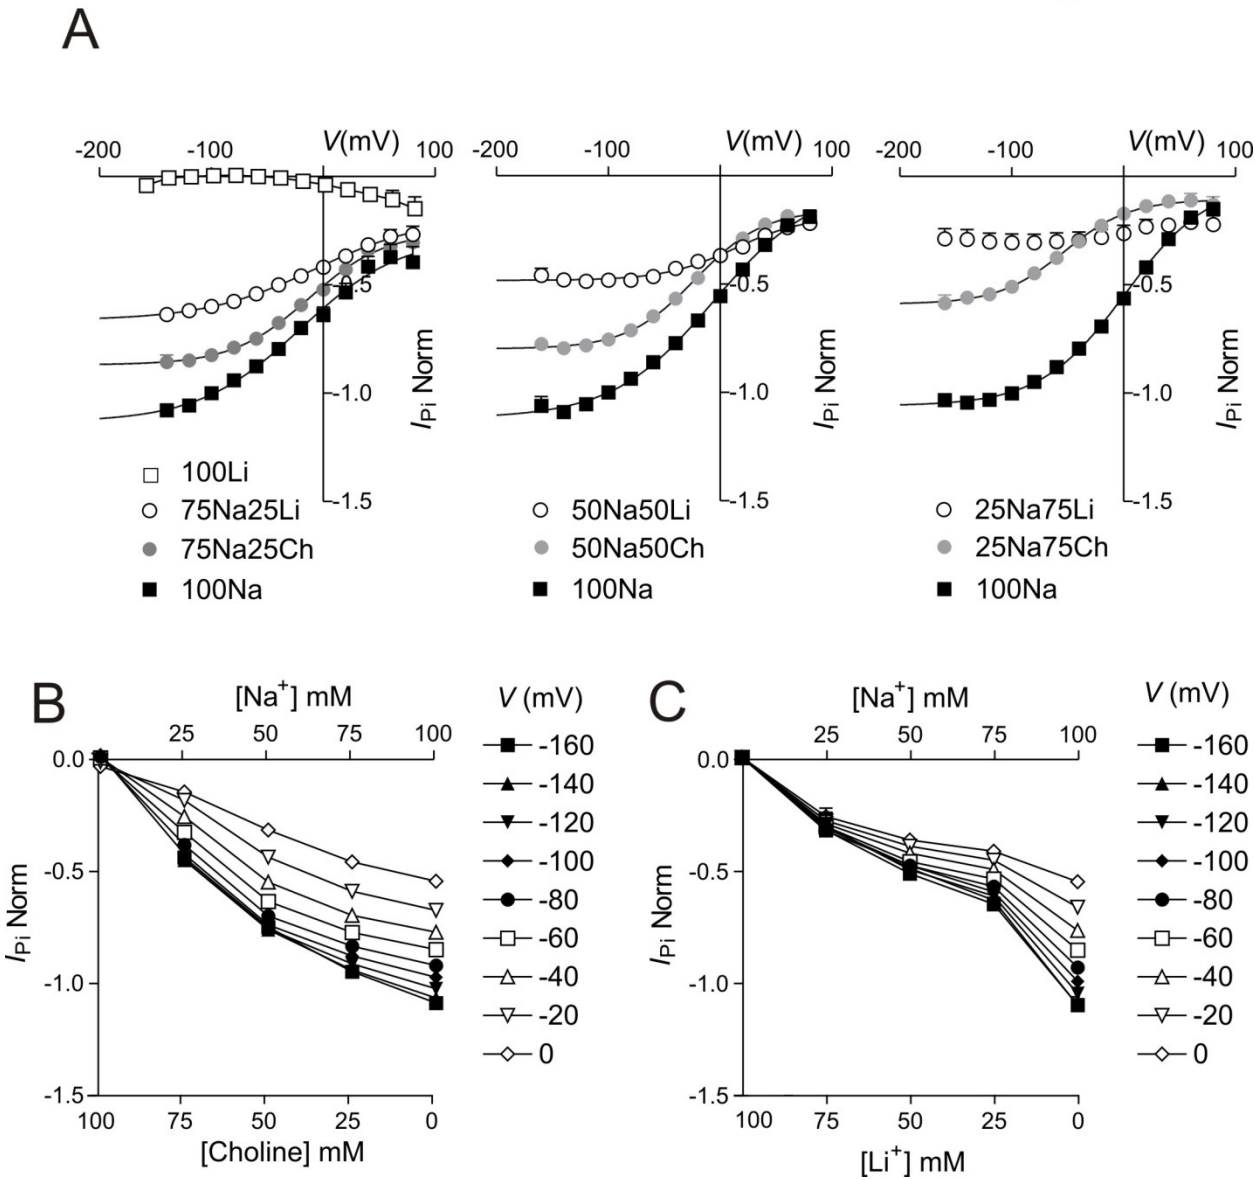 A
V(mV)
-200
-100
100
-0.5
-1.0
-1.5
I_Pi Norm
100Li
75Na25Li
75Na25Ch
100Na
V(mV)
-200
-100
100
-0.5
-1.0
-1.5
I_Pi Norm
50Na50Li
50Na50Ch
100Na
V(mV)
-200
-100
100
-0.5
-1.0
-1.5
I_Pi Norm
25Na75Li
25Na75Ch
100Na
B
[Na⁺] mM
25 50 75 100
0.0
-0.5
-1.0
-1.5
I_Pi Norm
100 75 50 25 0
[Choline] mM
V (mV)
-160
-140
-120
-100
-80
-60
-40
-20
0
C
[Na⁺] mM
25 50 75 100
0.0
-0.5
-1.0
-1.5
I_Pi Norm
100 75 50 25 0
[Li⁺] mM
V (mV)
-160
-140
-120
-100
-80
-60
-40
-20
0